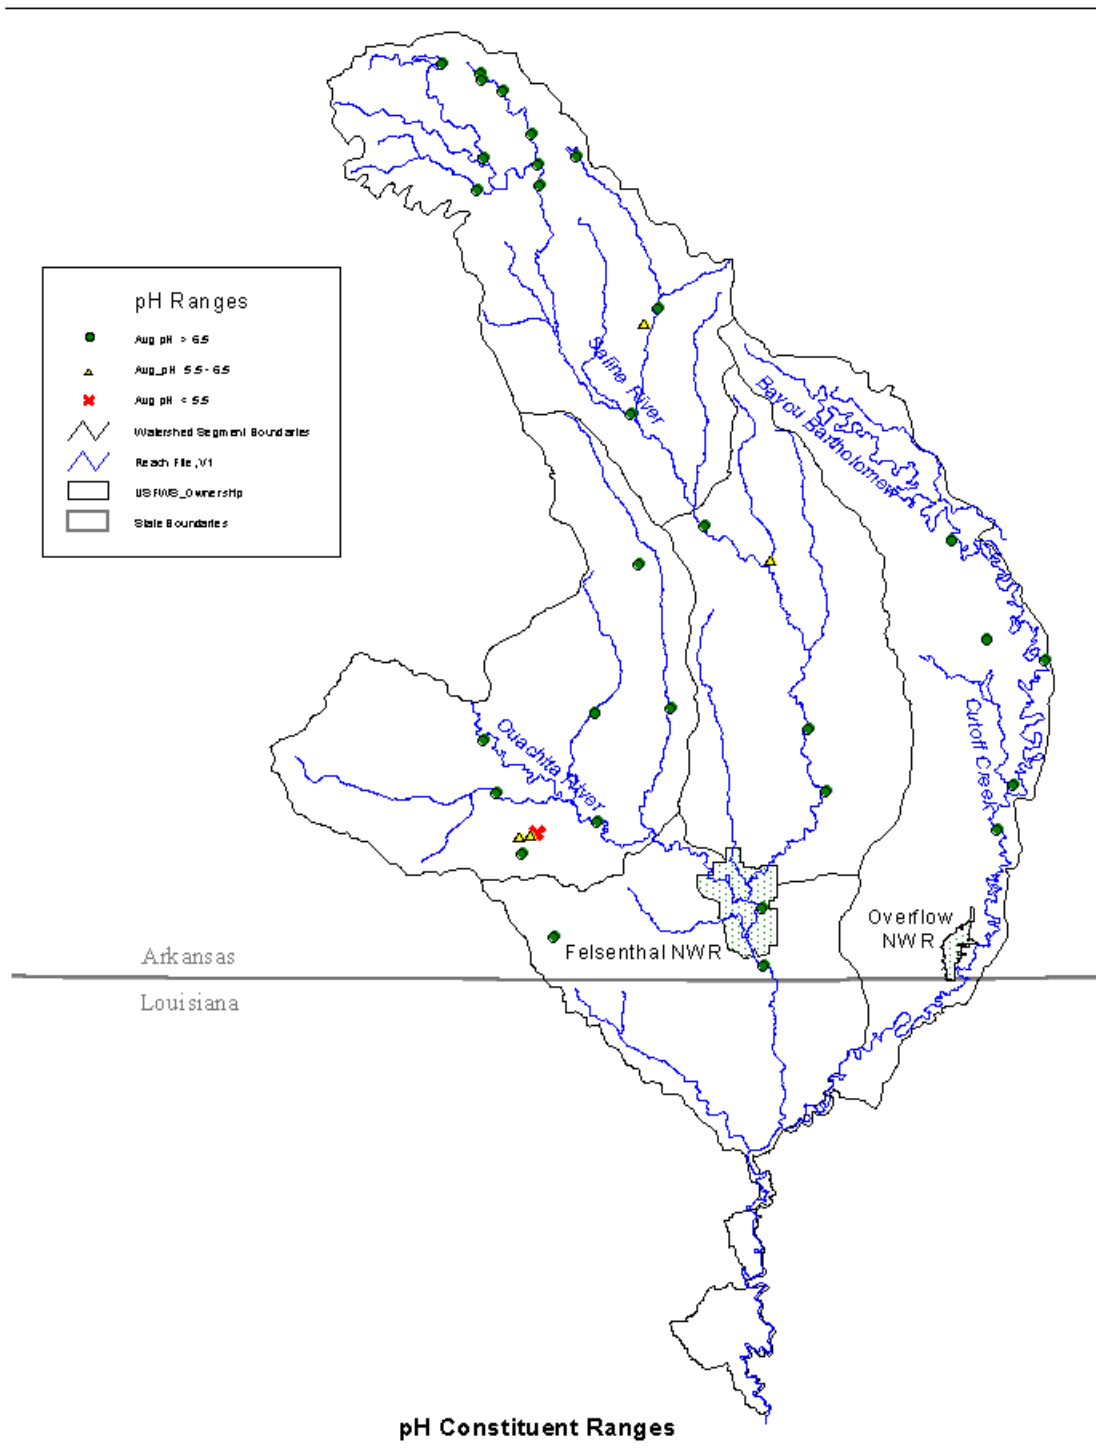 pH Ranges
Aug pH > 6.5
Aug_pH 5.5 - 6.5
Aug pH < 5.5
Watershed Segment Boundaries
Reach File, V1
USFWS_Ownership
State Boundaries
Saline River
Bayou Bartholomew
Ouachita River
Cutoff Creek
Overflow
NWR
Felsenthal NWR
Arkansas
Louisiana
pH Constituent Ranges